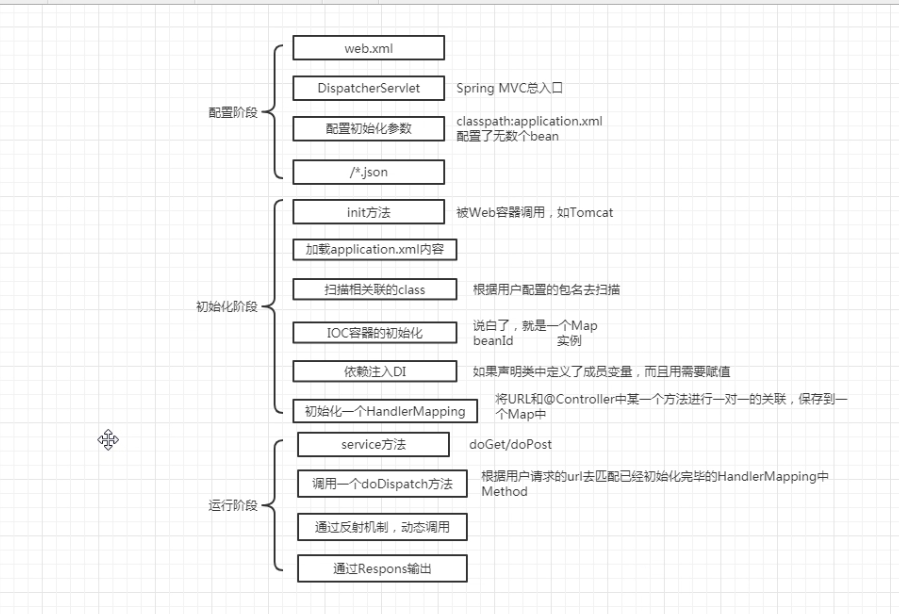 配置阶段
web.xml
DispatcherServlet
Spring MVC总入口
配置初始化参数
classpath:application.xml
配置了无数个bean
/*.json
初始化阶段
init方法
被Web容器调用，如Tomcat
加载application.xml内容
扫描相关联的class
根据用户配置的包名去扫描
IOC容器的初始化
说白了，就是一个Map
beanId 实例
依赖注入DI
如果声明类中定义了成员变量，而且用需要赋值
初始化一个HandlerMapping
将URL和@Controller中某一个方法进行一对一的关联，保存到一
个Map中
运行阶段
service方法
doGet/doPost
调用一个doDispatch方法
根据用户请求的url去匹配已经初始化完毕的HandlerMapping中
Method
通过反射机制，动态调用
通过Respons输出